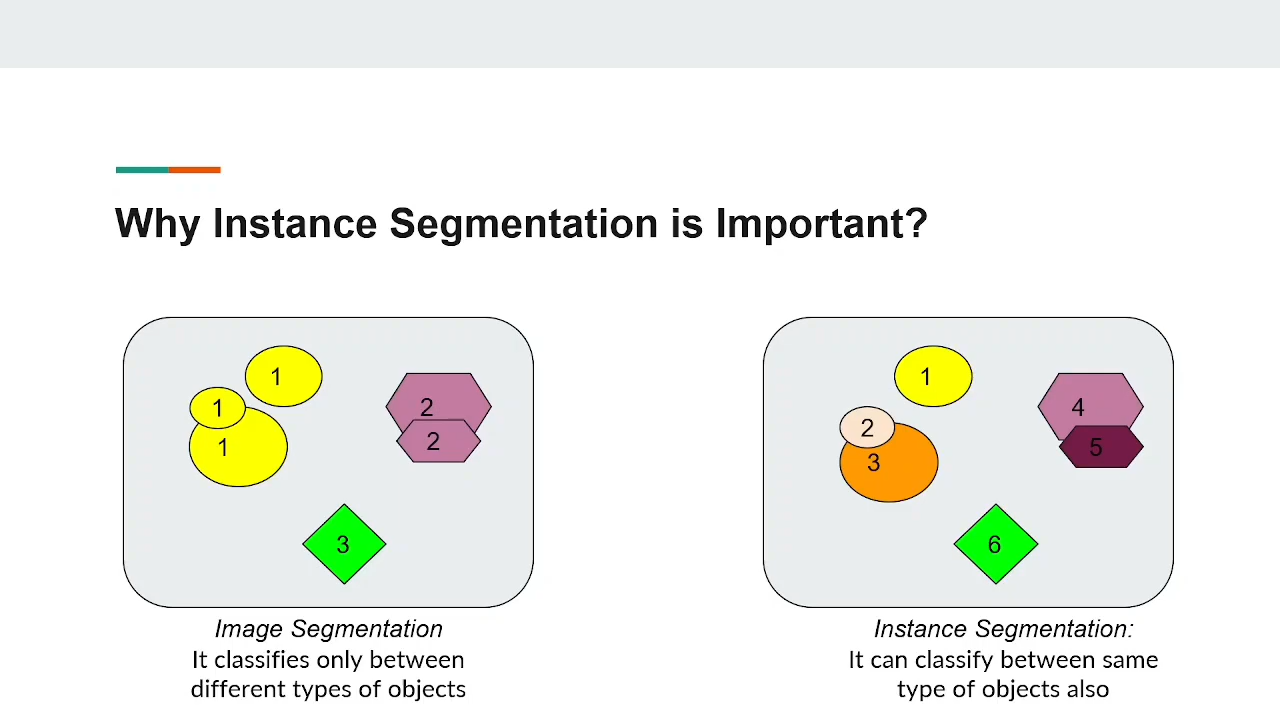 Why Instance Segmentation is Important?
1
1
1
2
2
3
Image Segmentation
It classifies only between
different types of objects
1
2
3
4
5
6
Instance Segmentation:
It can classify between same
type of objects also